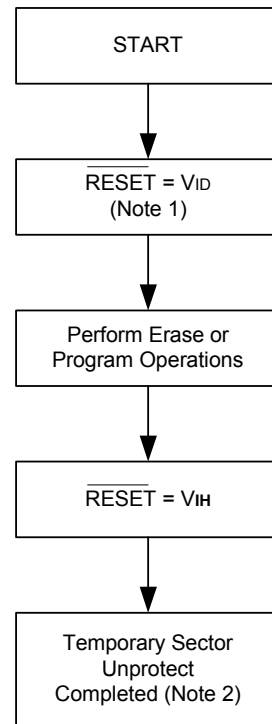 START
RESET = VID
(Note 1)
Perform Erase or
Program Operations
RESET = VIH
Temporary Sector
Unprotect
Completed (Note 2)